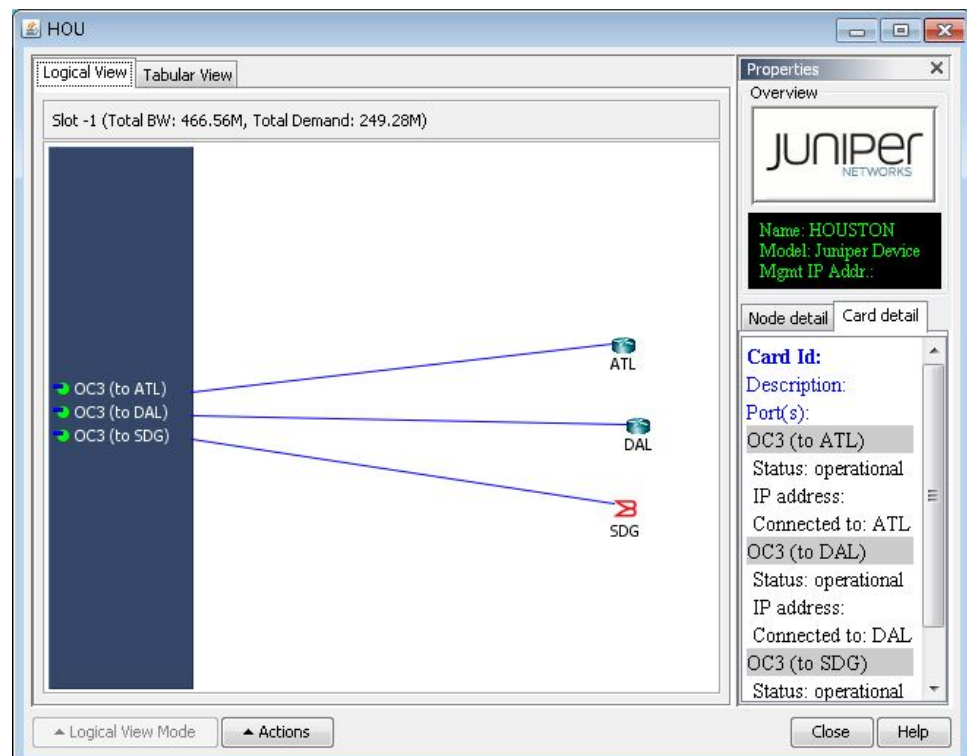 HOU
Logical View Tabular View
Slot -1 (Total BW: 466.56M, Total Demand: 249.28M)
OC3 (to ATL)
OC3 (to DAL)
OC3 (to SDG)
ATL
DAL
SDG
Properties
Overview
JUNIPer
NETWORKS
Name: HOUSTON
Model: Juniper Device
Mgmt IP Addr.:
Node detail Card detail
Card Id:
Description:
Port(s):
OC3 (to ATL)
Status: operational
IP address:
Connected to: ATL
OC3 (to DAL)
Status: operational
IP address:
Connected to: DAL
OC3 (to SDG)
Status: operational
Logical View Mode Actions Close Help